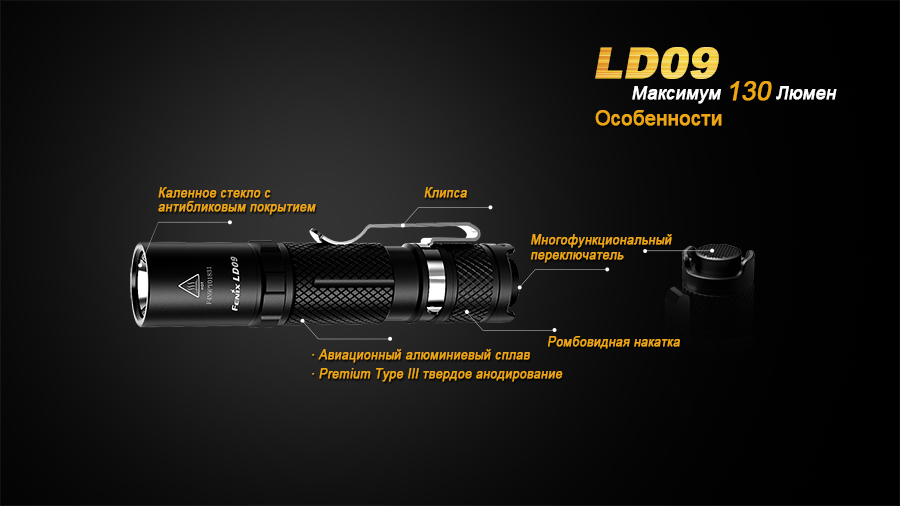 LD09
Максимум 130 Люмен
Особенности
Каленное стекло с
антибликовым покрытием
Клипса
Многофункциональный
переключатель
FENIX LD09
Ромбовидная накатка
· Авиационный алюминиевый сплав
· Premium Type III твердое анодирование